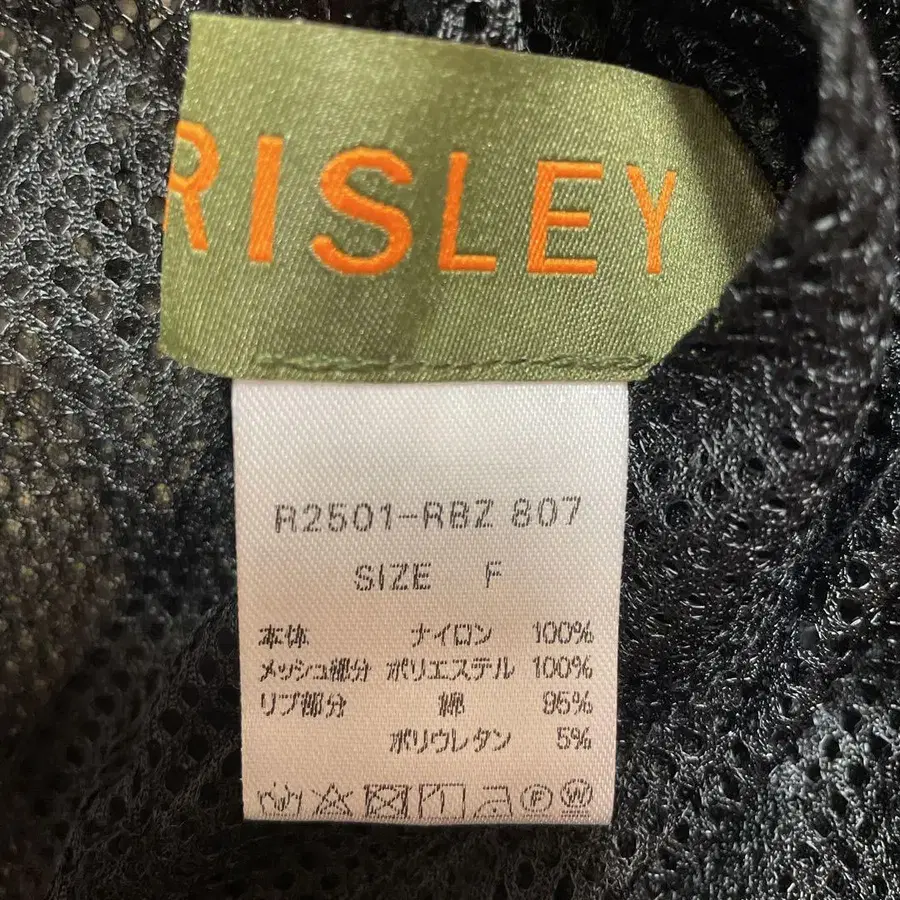 RISLEY
R2501-RBZ 807
SIZE F
本体 ナイロン 100%
メッシュ部分 ポリエステル 100%
リブ部分 綿 95%
ポリウレタン 5%